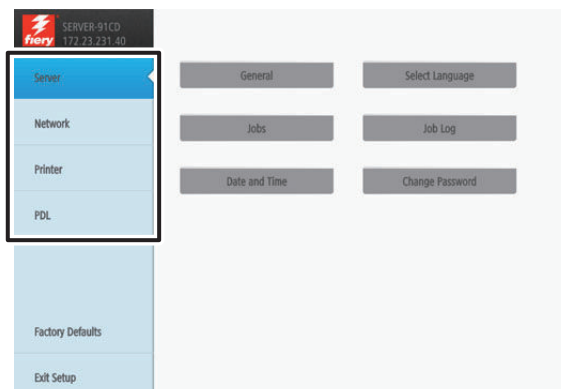 fiery
SERVER-91CD
172.23.231.40
Server
Network
Printer
PDL
Factory Defaults
Exit Setup
General
Select Language
Jobs
Job Log
Date and Time
Change Password